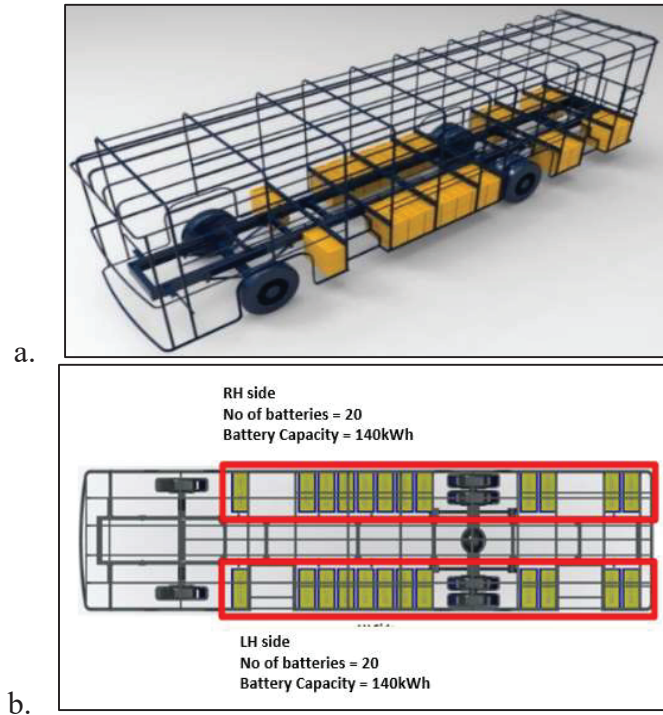 a.
RH side
No of batteries = 20
Battery Capacity = 140kWh
LH side
No of batteries = 20
Battery Capacity = 140kWh
b.